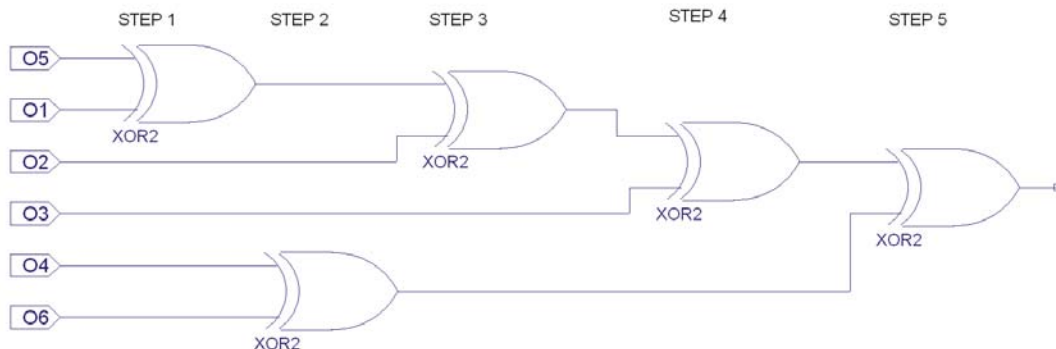 STEP 1 STEP 2 STEP 3 STEP 4 STEP 5
O5
O1
XOR2
O2
XOR2
O3
XOR2
XOR2
O4
O6
XOR2